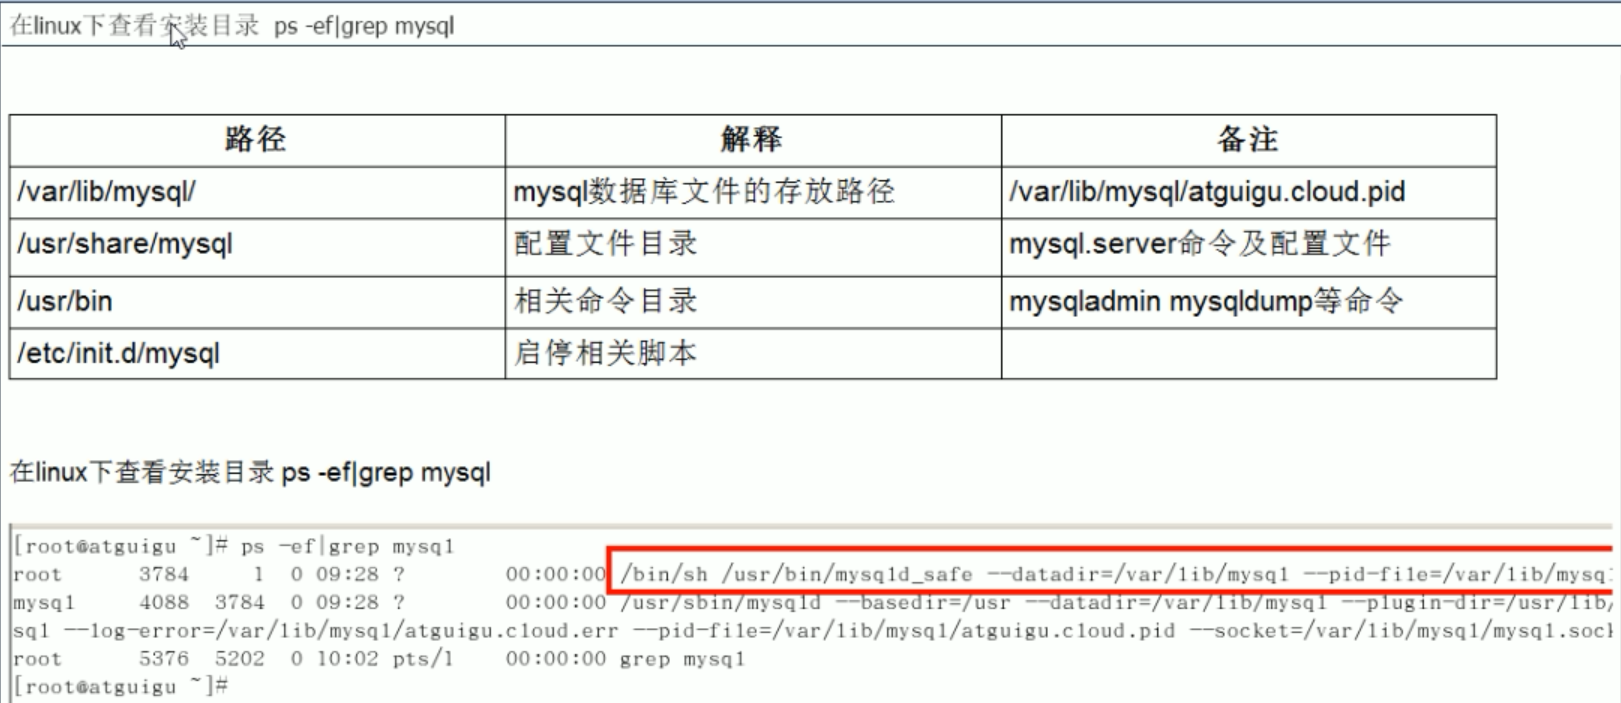 在linux下查看安装目录 ps -ef|grep mysql
路径 解释 备注
/var/lib/mysql/ mysql数据库文件的存放路径 /var/lib/mysql/atguigu.cloud.pid
/usr/share/mysql 配置文件目录 mysql.server命令及配置文件
/usr/bin 相关命令目录 mysqladmin mysqldump等命令
/etc/init.d/mysql 启停相关脚本
在linux下查看安装目录 ps -ef|grep mysql
[root@atguigu ~]# ps -ef|grep mysql
root 3784 1 0 09:28 ? 00:00:00 /bin/sh /usr/bin/mysqld_safe --datadir=/var/lib/mysql --pid-file=/var/lib/mysq
mysql 4088 3784 0 09:28 ? 00:00:00 /usr/sbin/mysqld --basedir=/usr --datadir=/var/lib/mysql --plugin-dir=/usr/lib/
sql --log-error=/var/lib/mysql/atguigu.cloud.err --pid-file=/var/lib/mysql/atguigu.cloud.pid --socket=/var/lib/mysql/mysql.sock
root 5376 5202 0 10:02 pts/1 00:00:00 grep mysql
[root@atguigu ~]#